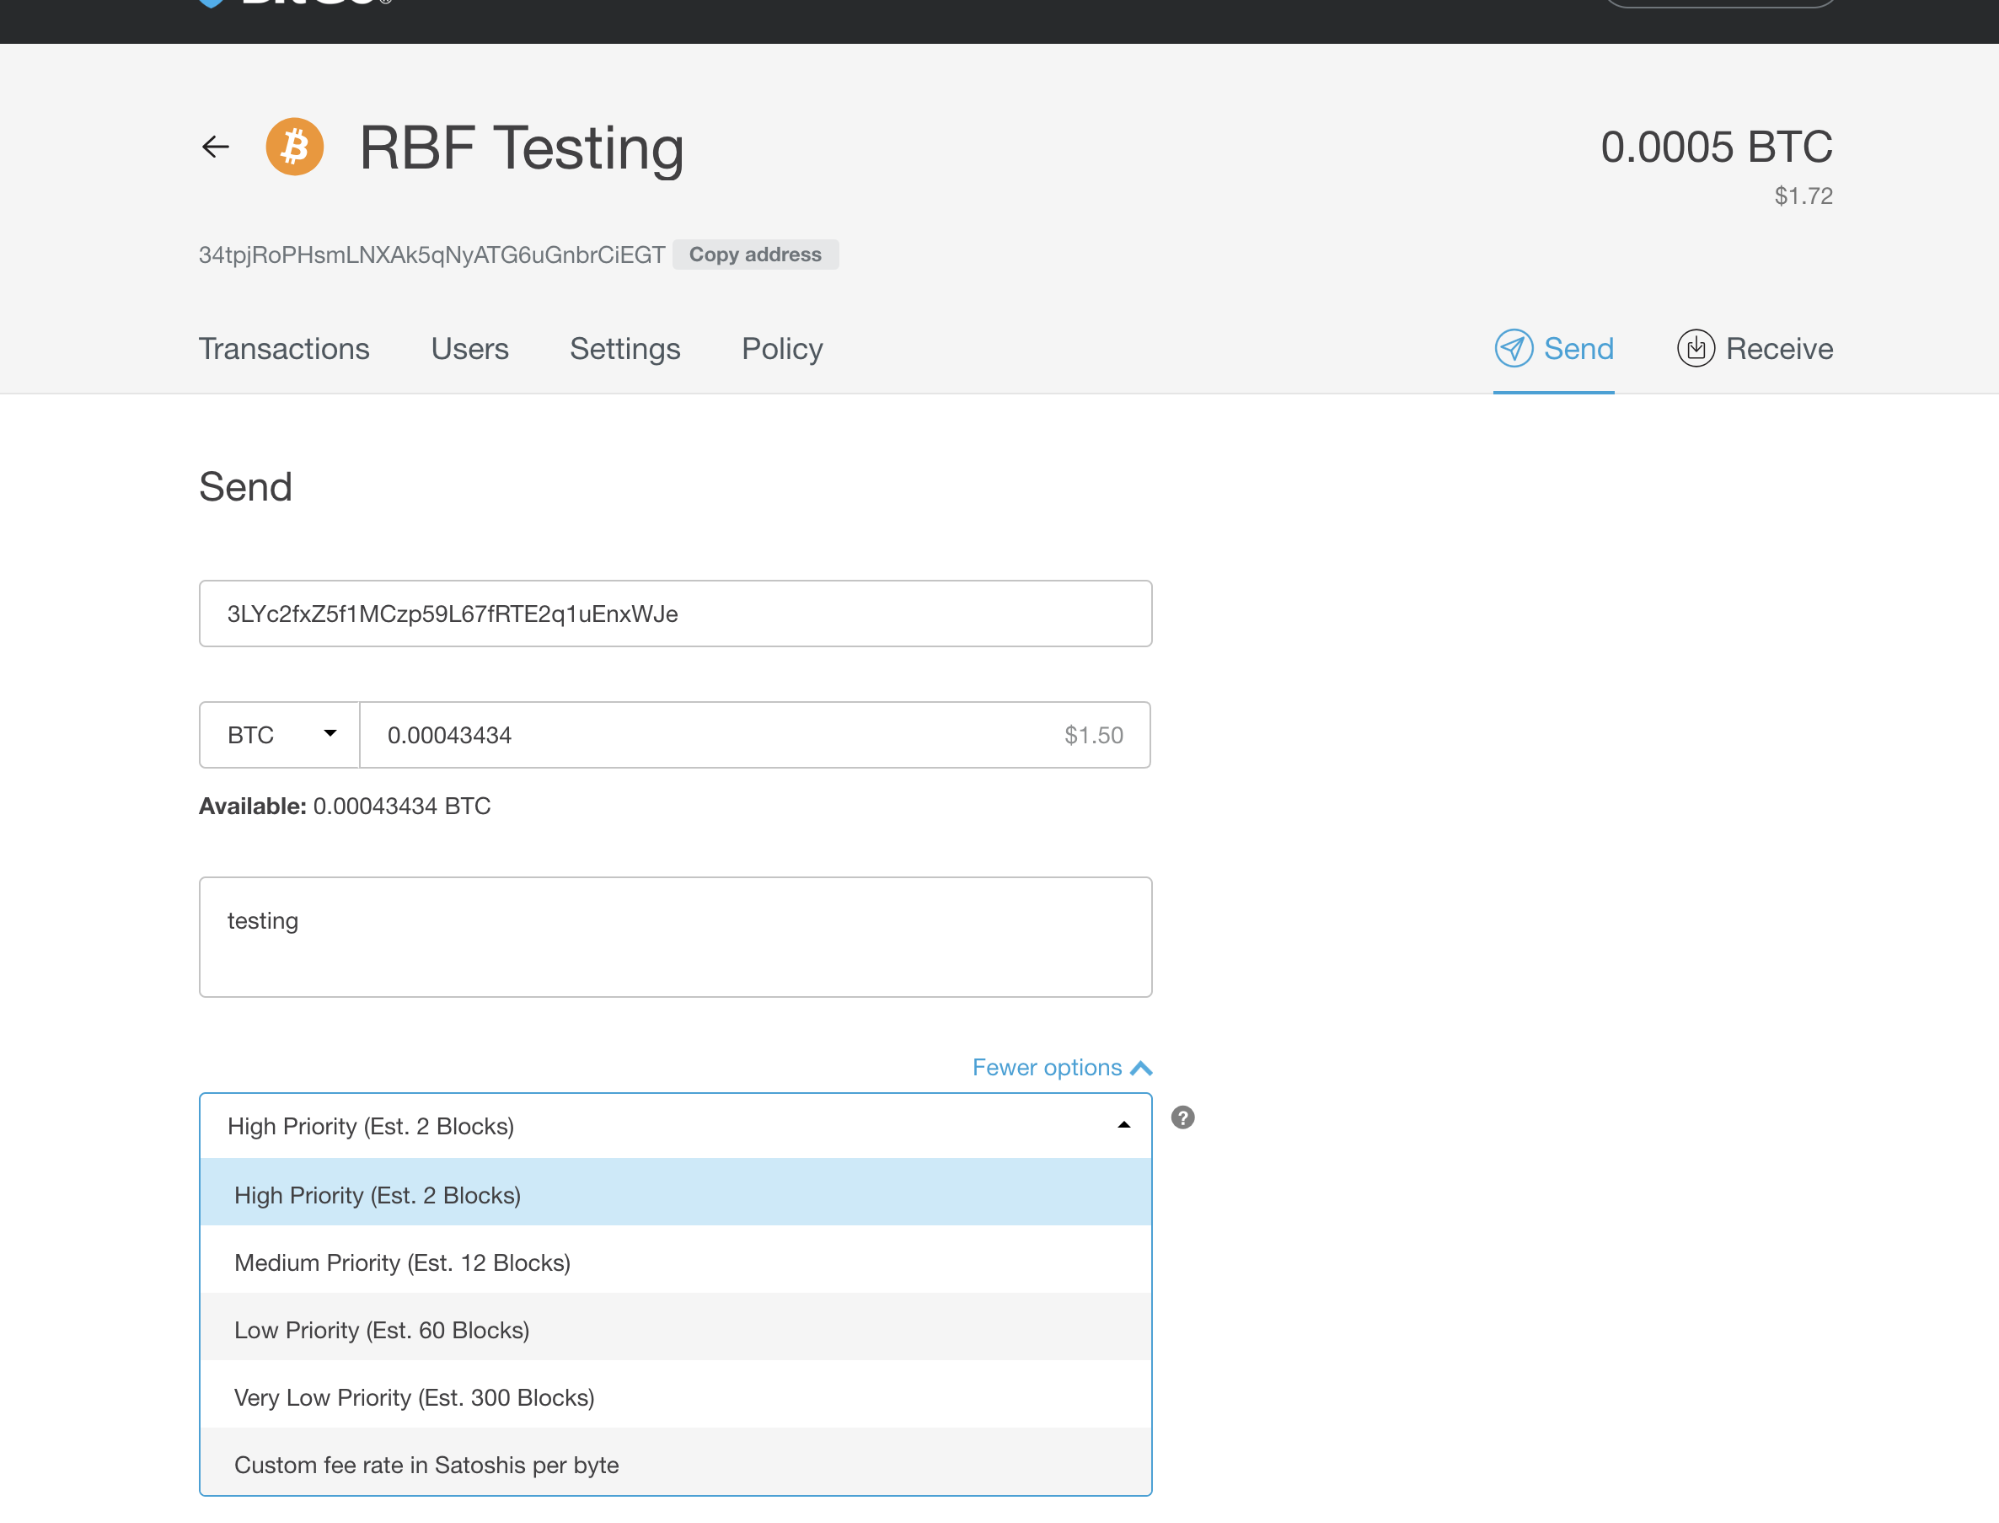 RBF Testing
0.0005 BTC
$1.72
34tpjRoPHsmLNXAk5qNyATG6uGnbrCiEGT Copy address
Transactions Users Settings Policy Send Receive
Send
3LYc2fxZ5f1MCzp59L67fRTE2q1uEnxWJe
BTC 0.00043434 $1.50
Available: 0.00043434 BTC
testing
Fewer options
High Priority (Est. 2 Blocks)
?
High Priority (Est. 2 Blocks)
Medium Priority (Est. 12 Blocks)
Low Priority (Est. 60 Blocks)
Very Low Priority (Est. 300 Blocks)
Custom fee rate in Satoshis per byte